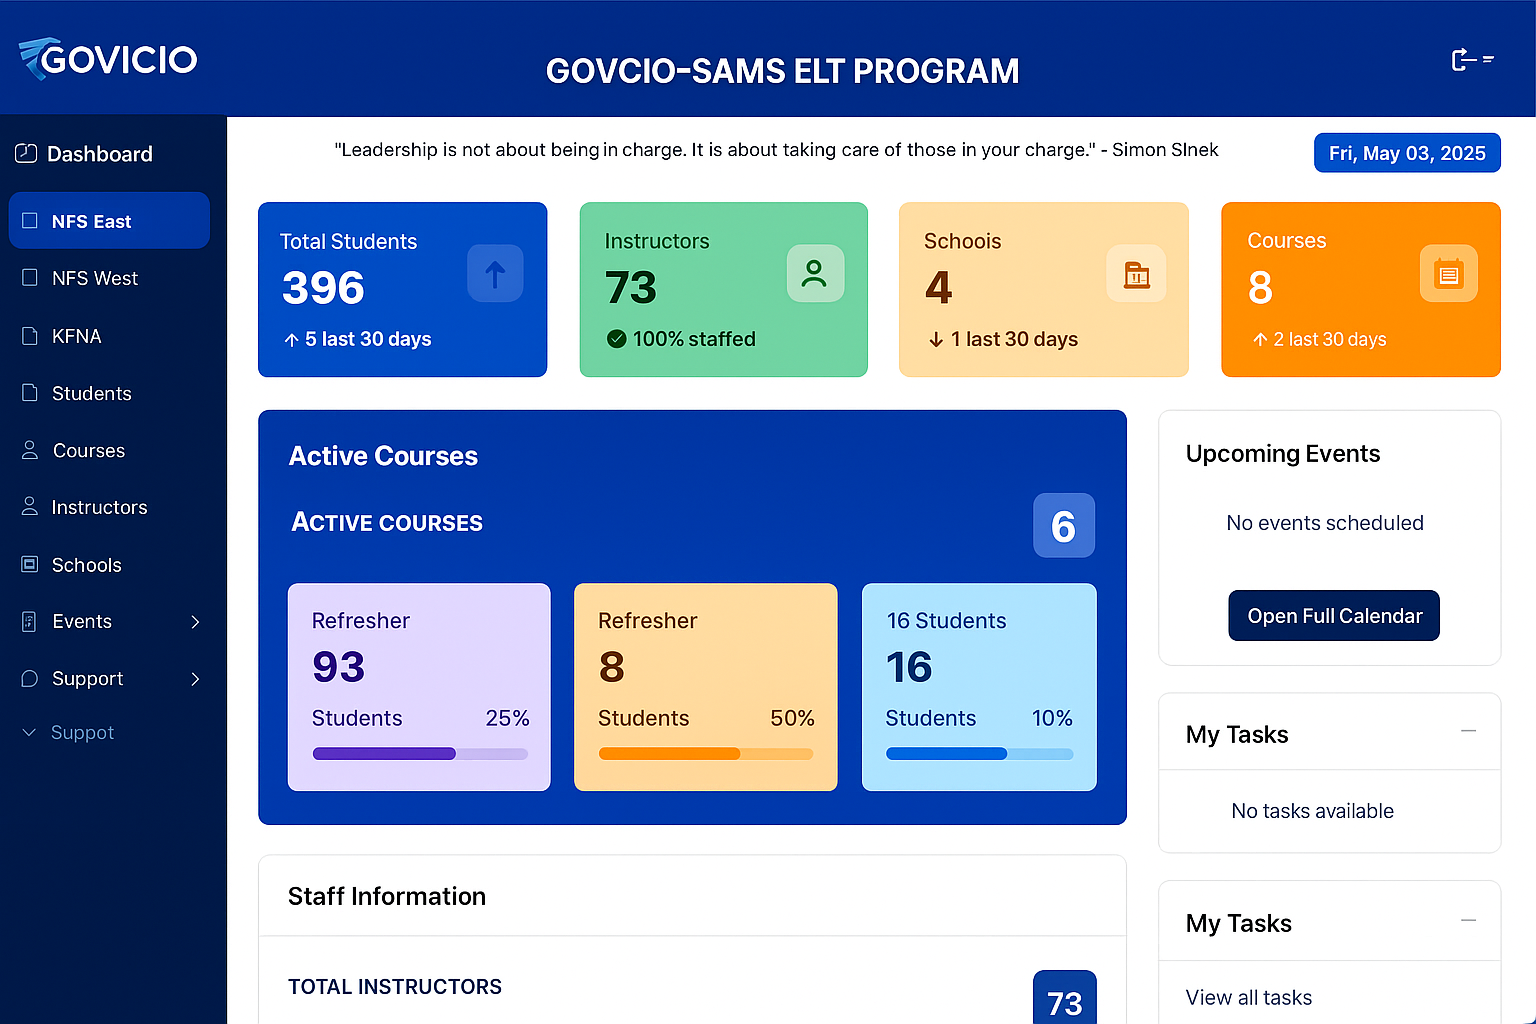 GOVICIO
GOVCIO-SAMS ELT PROGRAM
Dashboard
NFS East
NFS West
KFNA
Students
Courses
Instructors
Schools
Events
Support
Suppot
"Leadership is not about being in charge. It is about taking care of those in your charge." - Simon SInek
Fri, May 03, 2025
Total Students
396
↑ 5 last 30 days
Instructors
73
100% staffed
Schoois
4
↓ 1 last 30 days
Courses
8
↑ 2 last 30 days
Active Courses
ACTIVE COURSES
6
Refresher
93
Students 25%
Refresher
8
Students 50%
16 Students
16
Students 10%
Staff Information
TOTAL INSTRUCTORS
73
Upcoming Events
No events scheduled
Open Full Calendar
My Tasks
No tasks available
My Tasks
View all tasks